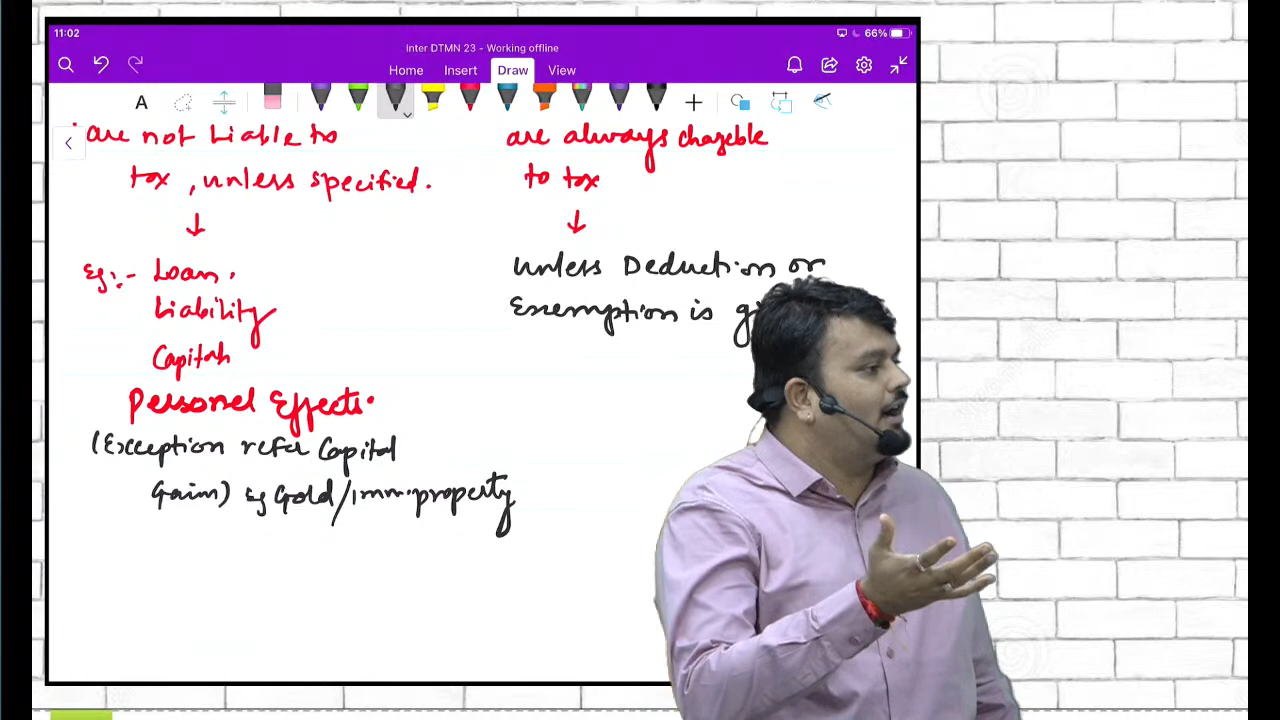 11:02
66%
Inter DTMN 23 - Working offline
Home Insert Draw View
A
are not Liable to
tax, unless specified.
↓
Eg:- Loan.
Liability
Capital
Personal Effects.
(Exception refer Capital
Gain) eg Gold/imm.property
are always chargeble
to tax
↓
Unless Deduction or
Exemption is